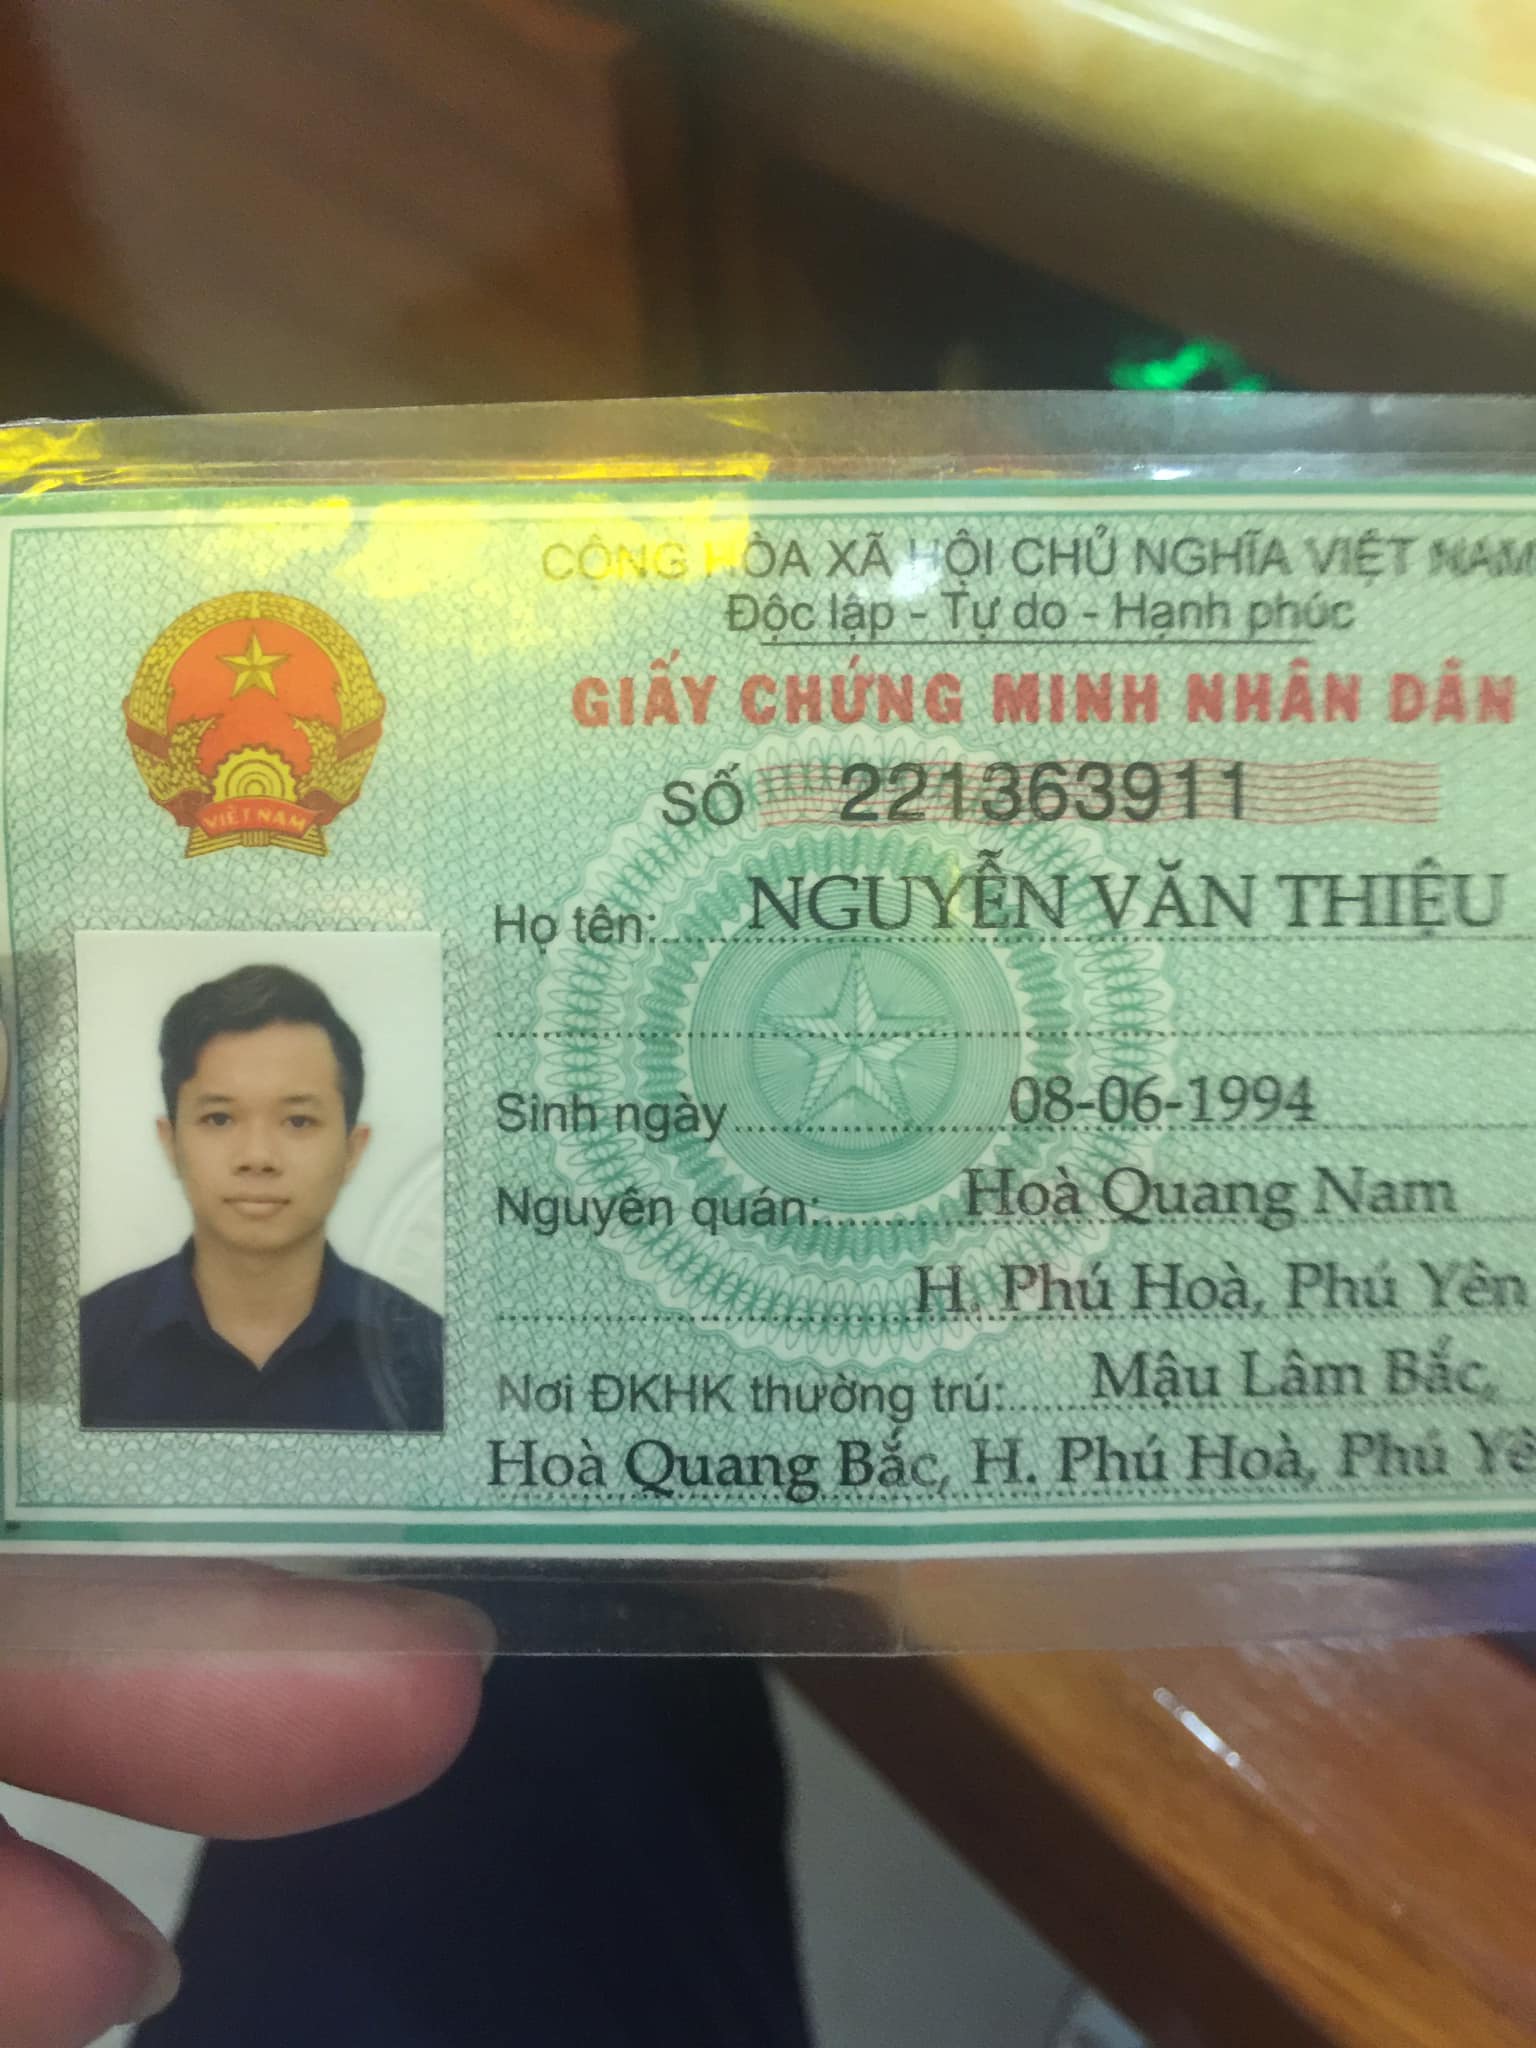 CỘNG HÒA XÃ HỘI CHỦ NGHĨA VIỆT NAM
Độc lập - Tự do - Hạnh phúc
GIẤY CHỨNG MINH NHÂN DÂN
VIỆT NAM
SỐ 221363911
Họ tên: NGUYỄN VĂN THIỆU
Sinh ngày 08-06-1994
Nguyên quán: Hoà Quang Nam
H. Phú Hoà, Phú Yên
Nơi ĐKHK thường trú: Mậu Lâm Bắc,
Hoà Quang Bắc, H. Phú Hoà, Phú Yê